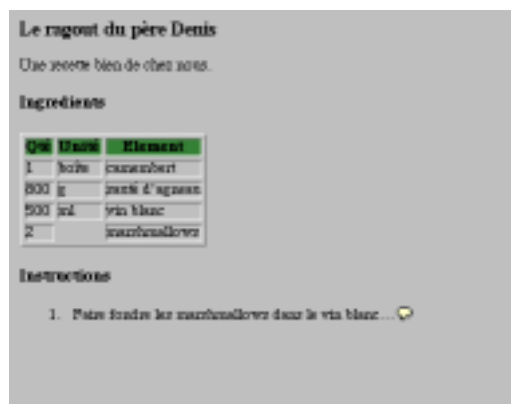 Le ragout du père Denis
Une recette bien de chez nous.
Ingredients
Qté Unité Element
1 boîte camembert
800 g santé d'agneau
500 ml vin blanc
2 marshmallows
Instructions
1. Faire fondre les marshmallows dans le vin blanc...